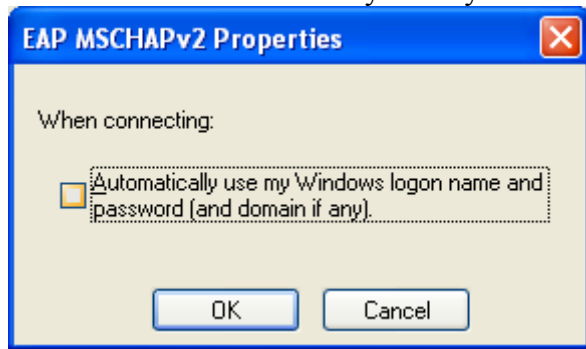 EAP MSCHAPv2 Properties
When connecting:
Automatically use my Windows logon name and
password (and domain if any).
OK
Cancel